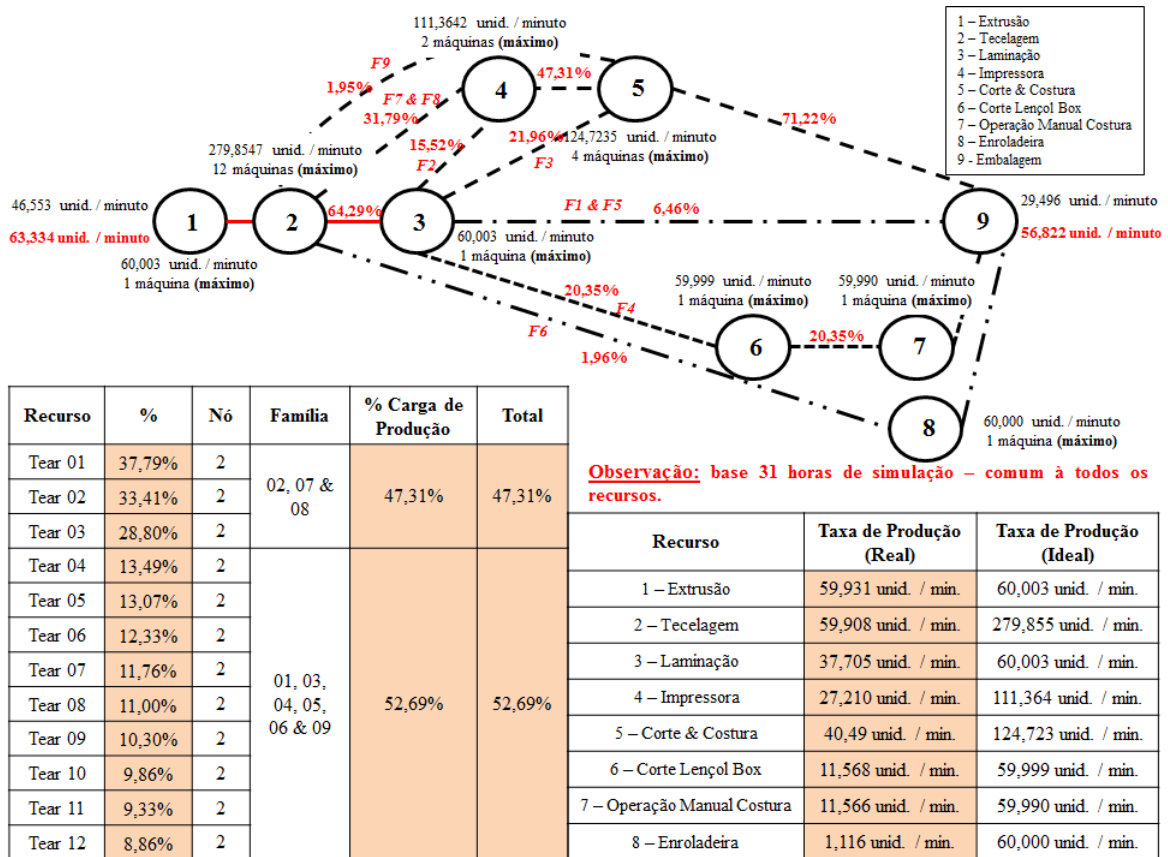 111,3642 unid. / minuto
2 máquinas (máximo)
1 – Extrusão
2 – Tecelagem
3 – Laminação
4 – Impressora
5 – Corte & Costura
6 – Corte Lençol Box
7 – Operação Manual Costura
8 – Enroladeira
9 - Embalagem
F9
1,95%
F7 & F8
31,79%
4
47,31%
5
71,22%
279,8547 unid. / minuto
12 máquinas (máximo)
15,52%
F2
21,96%
F3
124,7235 unid. / minuto
4 máquinas (máximo)
46,553 unid. / minuto
63,334 unid. / minuto
1
2
64,29%
3
F1 & F5
6,46%
9
29,496 unid. / minuto
56,822 unid. / minuto
60,003 unid. / minuto
1 máquina (máximo)
60,003 unid. / minuto
1 máquina (máximo)
20,35%
F4
F6
1,96%
59,999 unid. / minuto
1 máquina (máximo)
59,990 unid. / minuto
1 máquina (máximo)
6
20,35%
7
8
60,000 unid. / minuto
1 máquina (máximo)
Recurso % Nó Família % Carga de Produção Total
Tear 01 37,79% 2
Tear 02 33,41% 2
Tear 03 28,80% 2
02, 07 &
08
47,31% 47,31%
Tear 04 13,49% 2
Tear 05 13,07% 2
Tear 06 12,33% 2
Tear 07 11,76% 2
Tear 08 11,00% 2
Tear 09 10,30% 2
Tear 10 9,86% 2
Tear 11 9,33% 2
Tear 12 8,86% 2
01, 03,
04, 05,
06 & 09
52,69% 52,69%
Observação: base 31 horas de simulação – comum à todos os
recursos.
Recurso Taxa de Produção (Real) Taxa de Produção (Ideal)
1 – Extrusão 59,931 unid. / min. 60,003 unid. / min.
2 – Tecelagem 59,908 unid. / min. 279,855 unid. / min.
3 – Laminação 37,705 unid. / min. 60,003 unid. / min.
4 – Impressora 27,210 unid. / min. 111,364 unid. / min.
5 – Corte & Costura 40,49 unid. / min. 124,723 unid. / min.
6 – Corte Lençol Box 11,568 unid. / min. 59,999 unid. / min.
7 – Operação Manual Costura 11,566 unid. / min. 59,990 unid. / min.
8 – Enroladeira 1,116 unid. / min. 60,000 unid. / min.